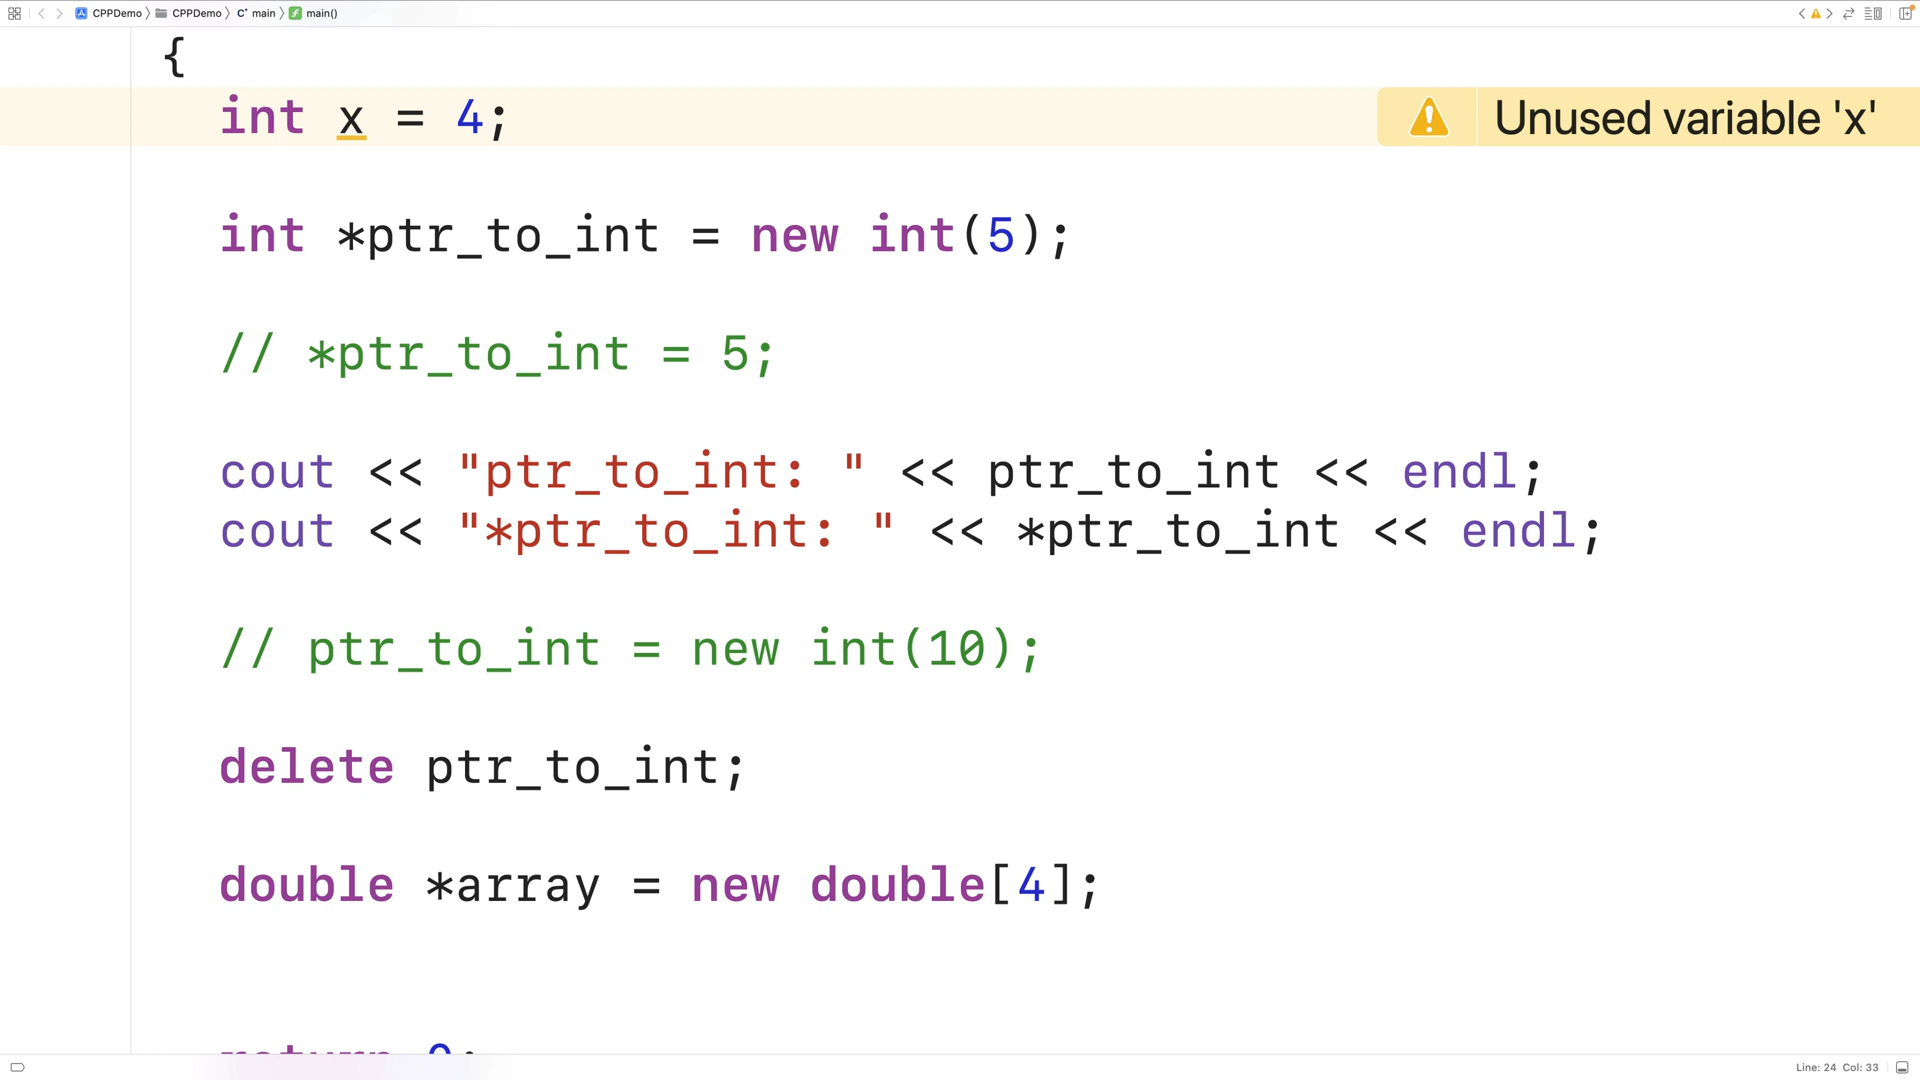 CPPDemo CPPDemo main main()
{
int x = 4;
Unused variable 'x'
int *ptr_to_int = new int(5);
// *ptr_to_int = 5;
cout << "ptr_to_int: " << ptr_to_int << endl;
cout << "*ptr_to_int: " << *ptr_to_int << endl;
// ptr_to_int = new int(10);
delete ptr_to_int;
double *array = new double[4];
return 0;
Line: 24 Col: 33